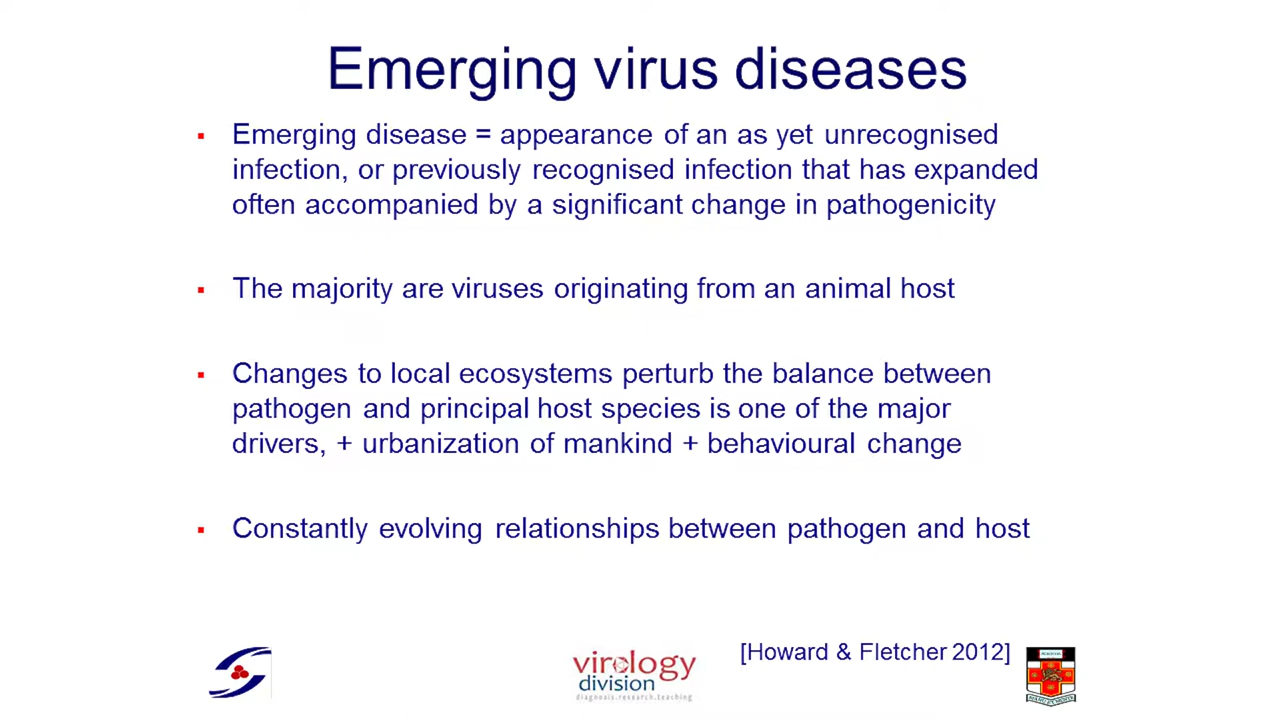 Emerging virus diseases
Emerging disease = appearance of an as yet unrecognised
infection, or previously recognised infection that has expanded
often accompanied by a significant change in pathogenicity
The majority are viruses originating from an animal host
Changes to local ecosystems perturb the balance between
pathogen and principal host species is one of the major
drivers, + urbanization of mankind + behavioural change
Constantly evolving relationships between pathogen and host
[Howard & Fletcher 2012]
virology
division
diagnosis.research.teaching